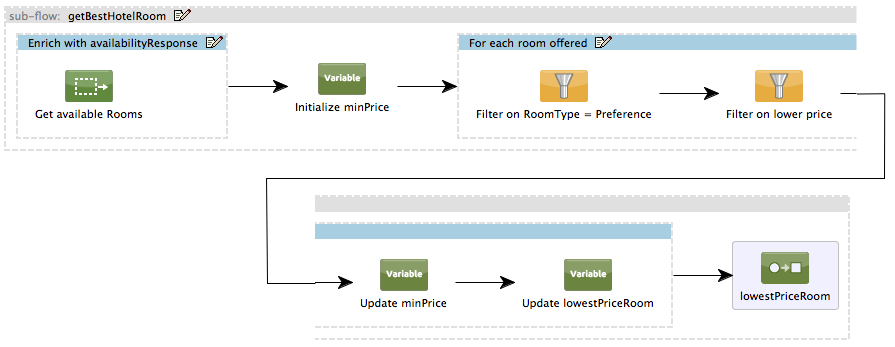 sub-flow: getBestHotelRoom
Enrich with availabilityResponse
For each room offered
Variable
Get available Rooms
Initialize minPrice
Filter on RoomType = Preference
Filter on lower price
Variable
Variable
Update minPrice
Update lowestPriceRoom
lowestPriceRoom